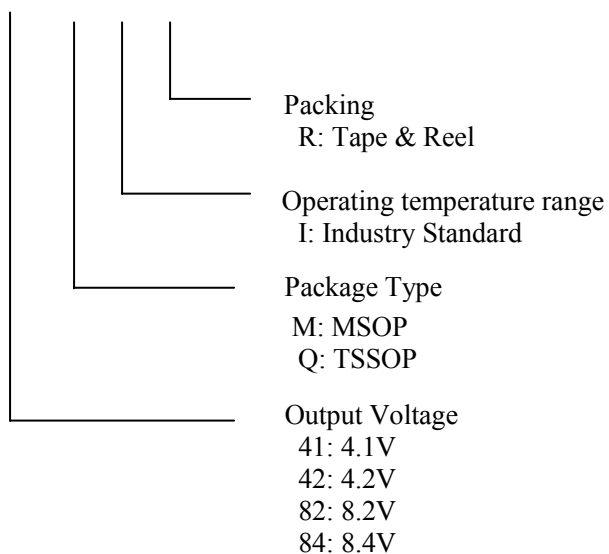 Packing
R: Tape & Reel
Operating temperature range
I: Industry Standard
Package Type
M: MSOP
Q: TSSOP
Output Voltage
41: 4.1V
42: 4.2V
82: 8.2V
84: 8.4V